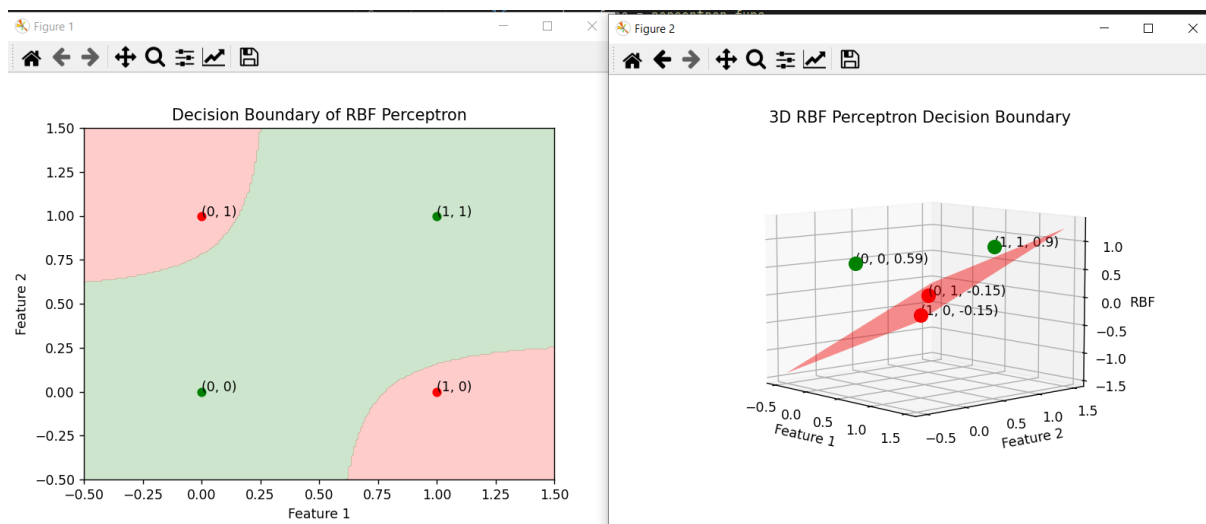 Figure 1
Decision Boundary of RBF Perceptron
1.50
1.25
1.00
0.75
0.50
0.25
0.00
−0.25
−0.50
Feature 2
(0, 1)
(1, 1)
(0, 0)
(1, 0)
−0.50 −0.25 0.00 0.25 0.50 0.75 1.00 1.25 1.50
Feature 1
Figure 2
3D RBF Perceptron Decision Boundary
(1, 1, 0.9)
(0, 0, 0.59)
(0, 1, -0.15)
(1, 0, -0.15)
1.0
0.5
0.0
−0.5
−1.0
−1.5
RBF
−0.5 0.0 0.5 1.0 1.5
Feature 1
−0.5 0.0 0.5 1.0 1.5
Feature 2